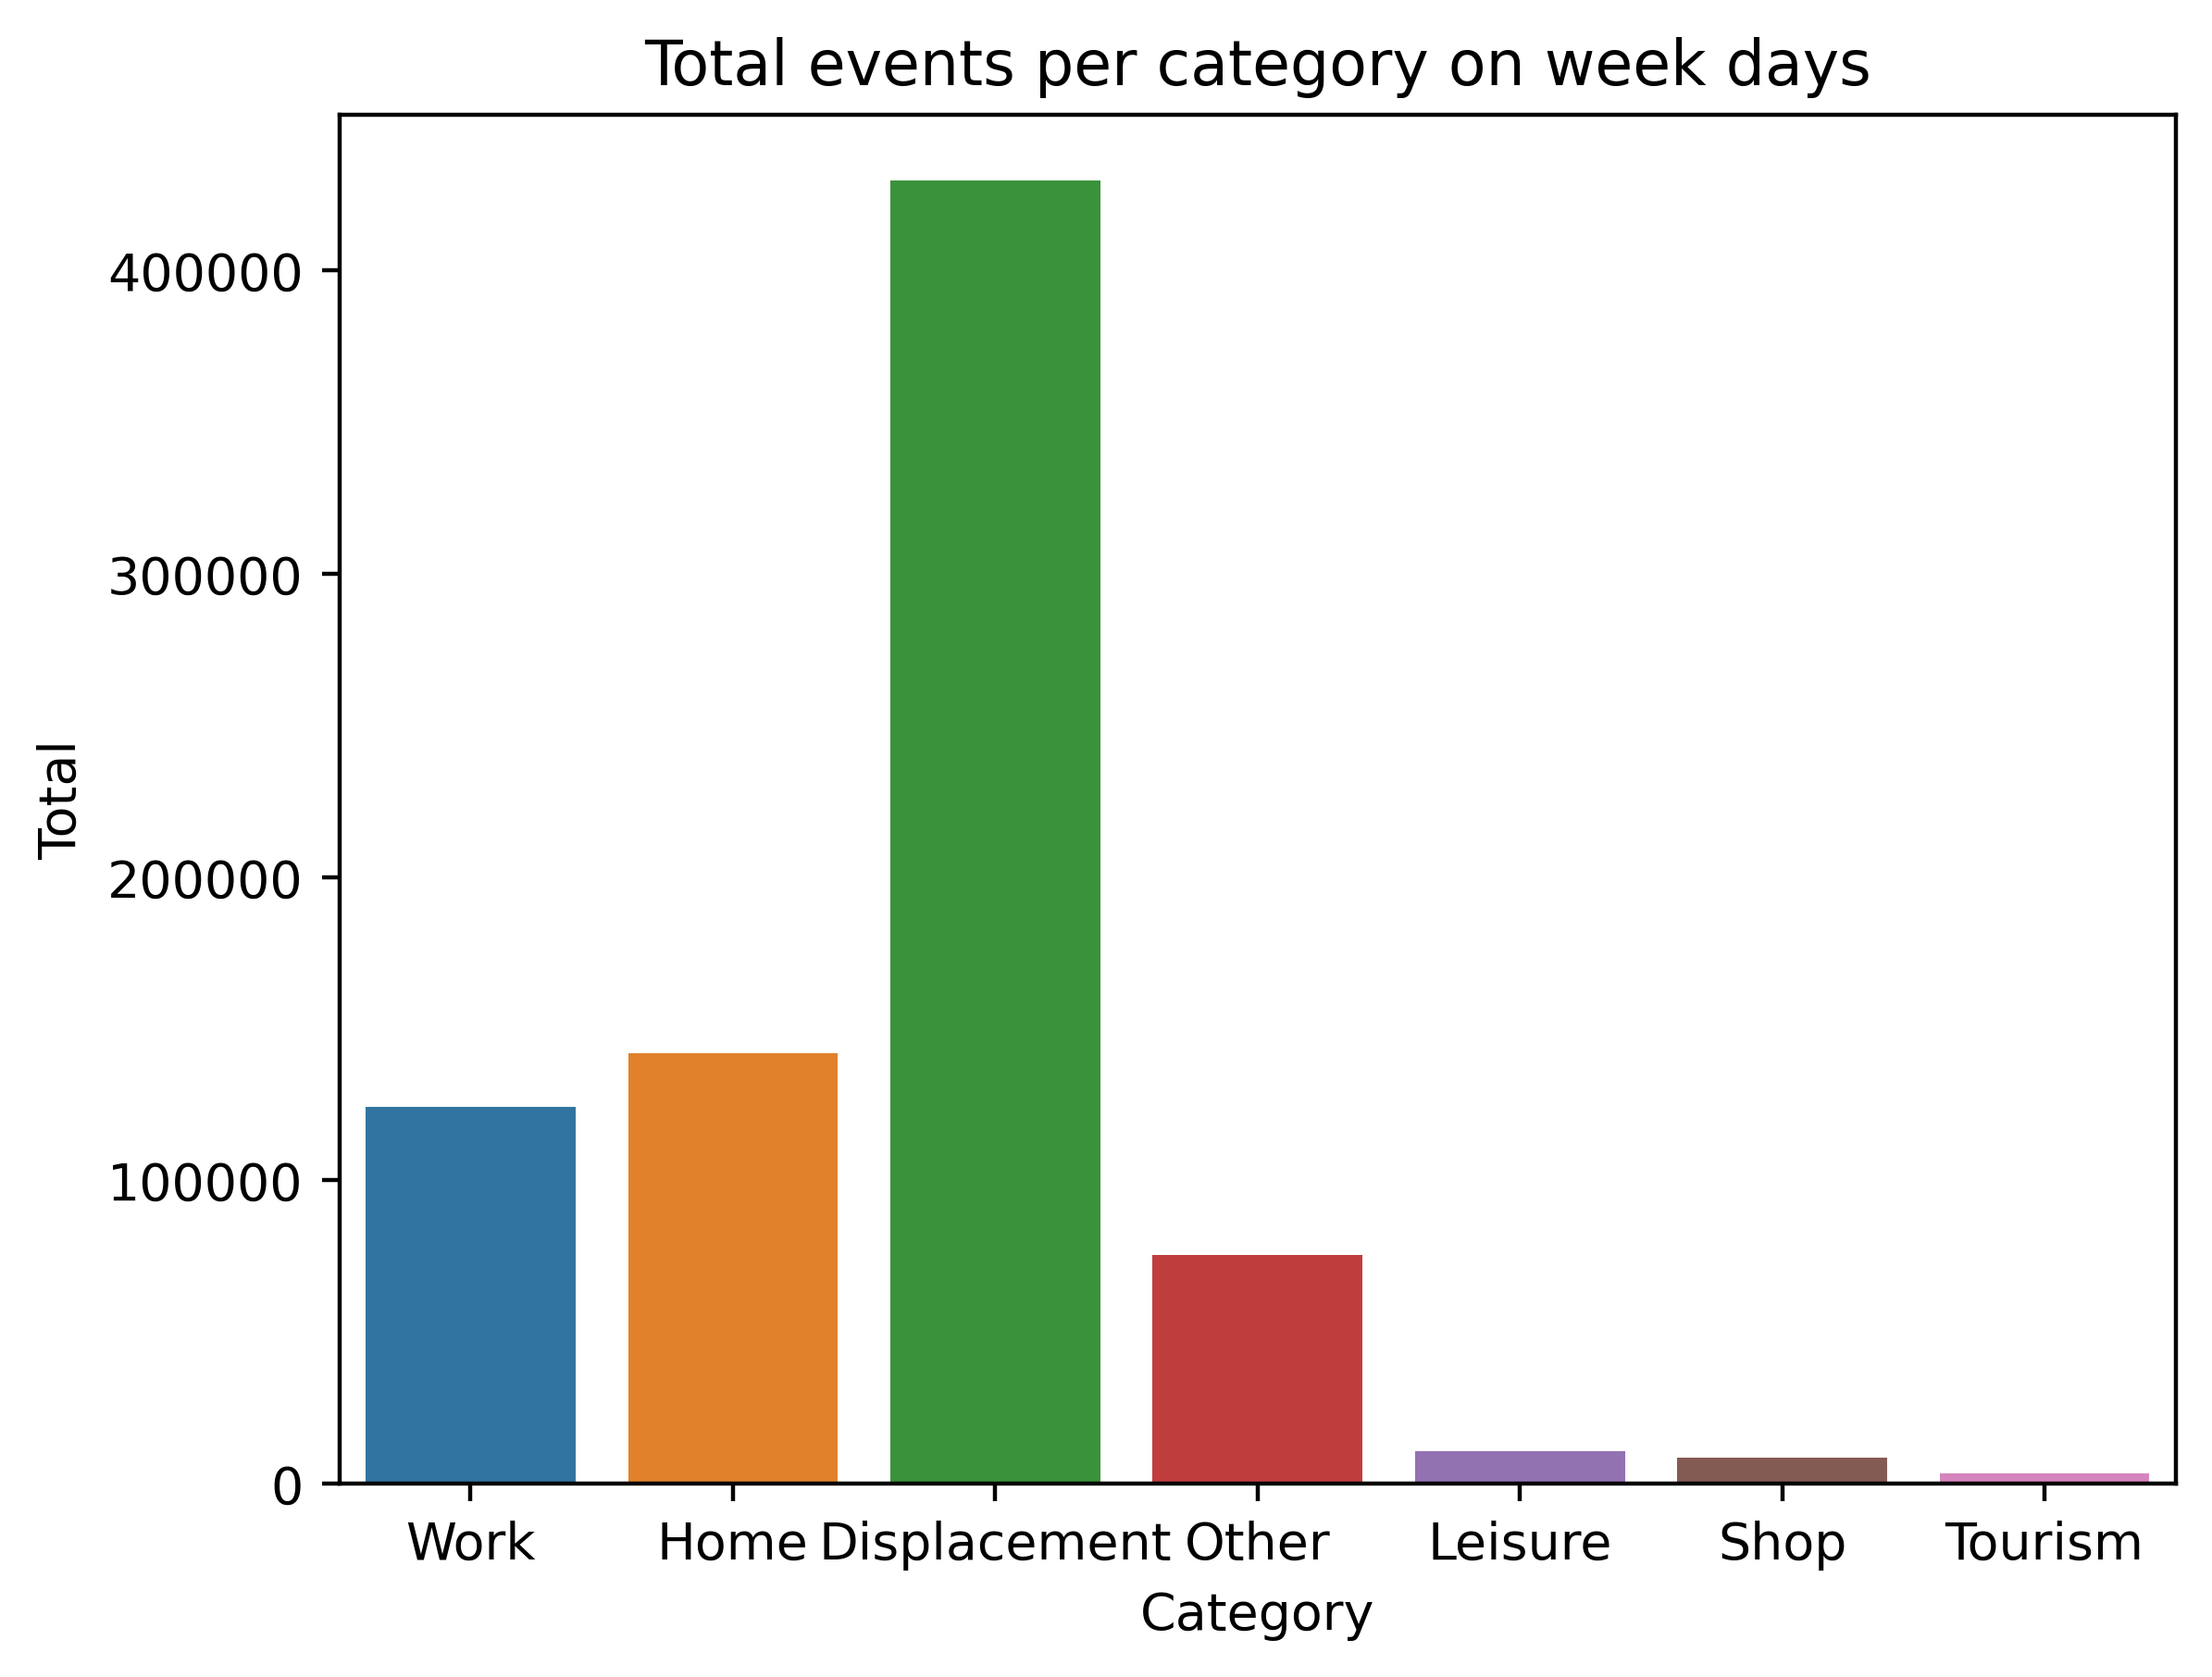 Total events per category on week days
Total
400000
300000
200000
100000
0
Work Home Displacement Other Leisure Shop Tourism
Category